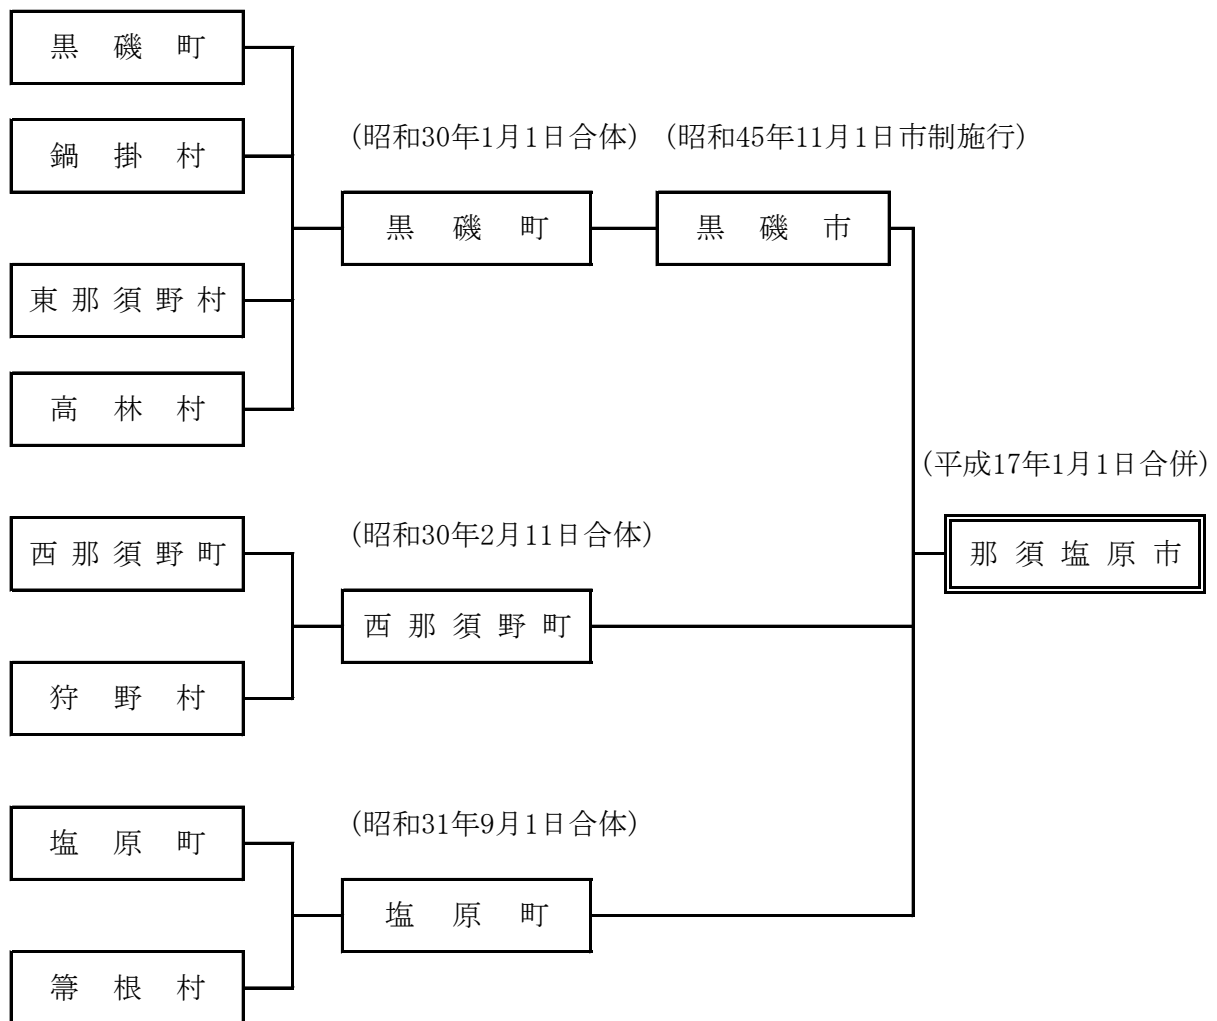 黒磯町
鍋掛村
(昭和30年1月1日合体) (昭和45年11月1日市制施行)
黒磯町
黒磯市
東那須野村
高林村
(平成17年1月1日合併)
西那須野町
(昭和30年2月11日合体)
那須塩原市
西那須野町
狩野村
塩原町
(昭和31年9月1日合体)
塩原町
箒根村